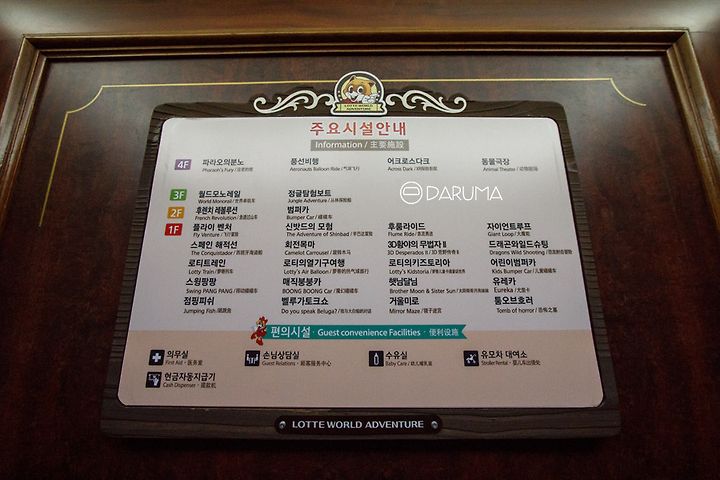 LOTTE WORLD
ADVENTURE
주요시설안내
Information / 主要施設
4F 파라오의분노 풍선비행 어크로스다크 동물극장
Pharaoh's Fury / Aeronauts Balloon Ride / Across Dark / Animal Theater /
DARUMA
3F 월드모노레일 정글탐험보트
World Monorail / Jungle Adventure /
2F 후렌치 레볼루션 범퍼카
French Revolution / Bumper Car / 碰碰车
1F 플라이 벤처 신밧드의 모험 후룸라이드 자이언트루프
Fly Venture / The Adventure of Shinbad / Flume Ride / Giant Loop /
스페인 해적선 회전목마 3D황야의 무법자 II 드래곤와일드슈팅
The Conquistador / Camelot Carrousel / 3D Desperados II / Dragons Wild Shooting /
로티트레인 로티의열기구여행 로티의키즈토리아 어린이범퍼카
Lotty Train / Lotty's Air Balloon / Lotty's Kidstoria / Kids Bumper Car /
스윙팡팡 매직붕붕카 햇님달님 유레카
Swing PANG PANG / BOONG BOONG Car / Brother Moon & Sister Sun / Eureka /
점핑피쉬 벨루가토크쇼 거울미로 툼오브호러
Jumping Fish / Do you speak Beluga? / Mirror Maze / Tomb of horror /
편의시설 · Guest convenience Facilities · 便利设施
의무실 손님상담실 수유실 유모차 대여소
First Aid · Guest Relations · Baby Care / Stroller Rental ·
현금자동지급기
Cash Dispenser · 提款机
LOTTE WORLD ADVENTURE